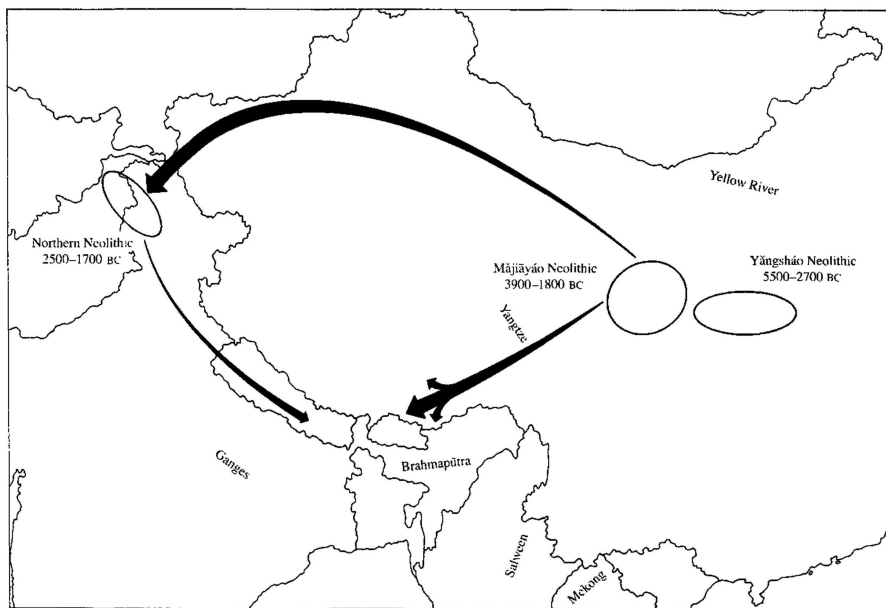 Yellow River
Northern Neolithic
2500–1700 BC
Mǎjiāyáo Neolithic
3900–1800 BC
Yǎngsháo Neolithic
5500–2700 BC
Yangtze
Ganges
Brahmapūtra
Salween
Mekong